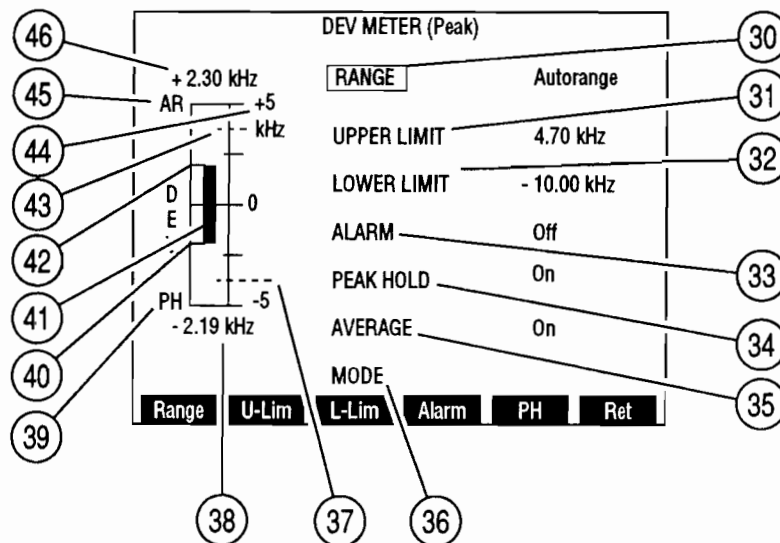 DEV METER (Peak)
46 + 2.30 kHz RANGE Autorange 30
45 AR +5
44 kHz UPPER LIMIT 4.70 kHz 31
43 LOWER LIMIT - 10.00 kHz 32
42 D 0
E ALARM Off 33
41 PEAK HOLD On 34
40 PH -5
- 2.19 kHz AVERAGE On 35
39 MODE
Range U-Lim L-Lim Alarm PH Ret
38 37 36